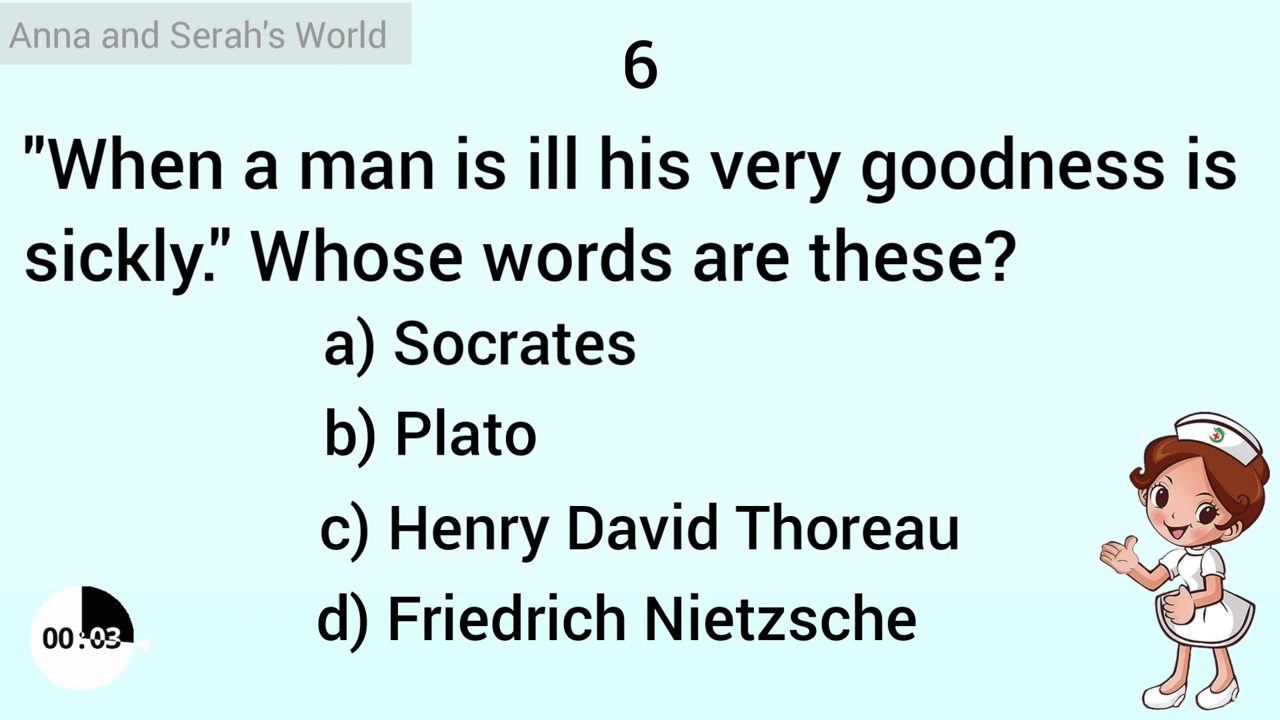 Anna and Serah's World
6
"When a man is ill his very goodness is
sickly." Whose words are these?
a) Socrates
b) Plato
c) Henry David Thoreau
d) Friedrich Nietzsche
00:03